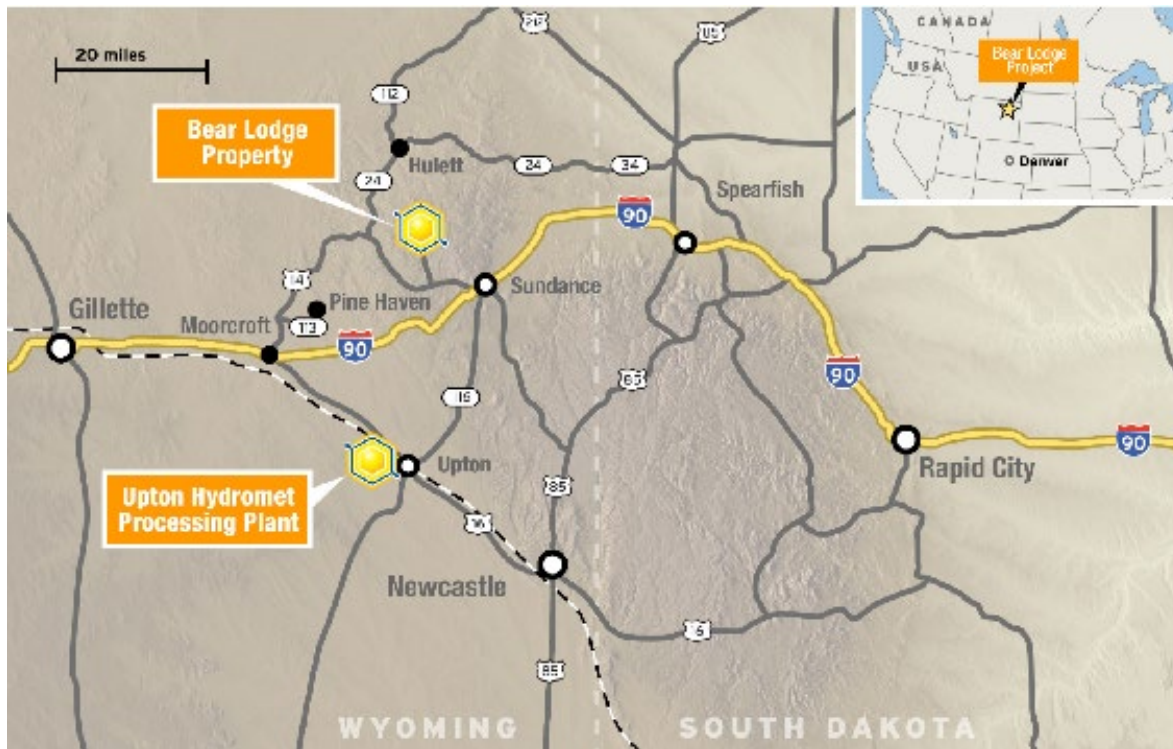 20 miles
212
85
CANADA
USA
Bear Lodge
Project
Denver
112
Bear Lodge
Property
Hulett
24
24
34
Spearfish
90
14
Sundance
Gillette
Pine Haven
Moorcroft
113
90
85
90
116
Upton
Rapid City
90
Upton Hydromet
Processing Plant
85
16
Newcastle
16
85
WYOMING
SOUTH DAKOTA